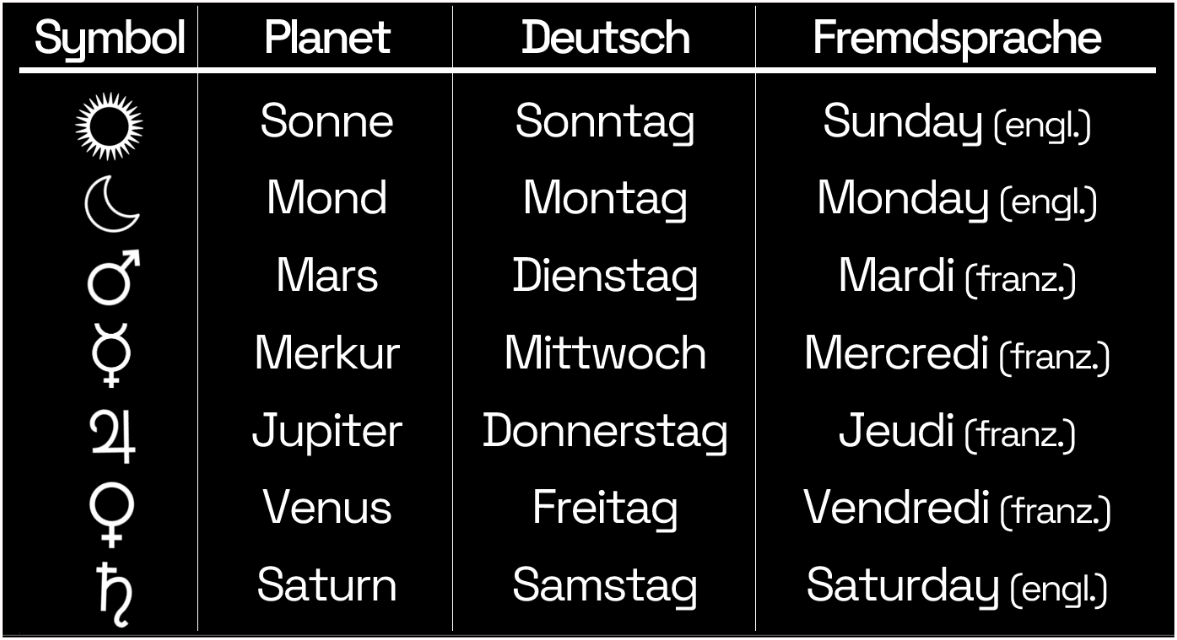 Symbol Planet Deutsch Fremdsprache
Sonne Sonntag Sunday (engl.)
Mond Montag Monday (engl.)
Mars Dienstag Mardi (franz.)
Merkur Mittwoch Mercredi (franz.)
Jupiter Donnerstag Jeudi (franz.)
Venus Freitag Vendredi (franz.)
Saturn Samstag Saturday (engl.)